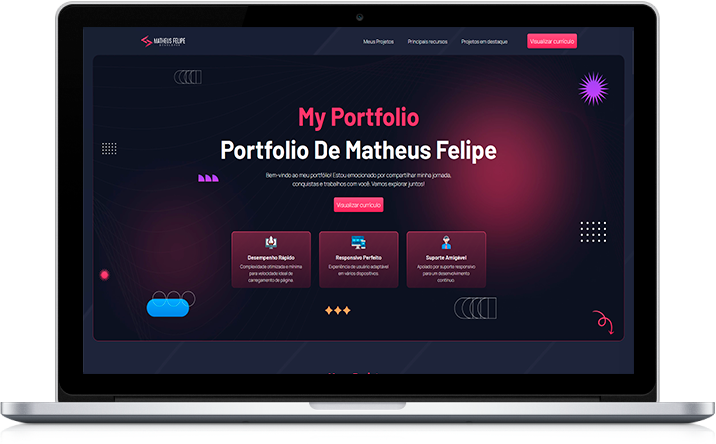 MATHEUS FELIPE
Meus Projetos
Principais recursos
Projetos em destaque
Visualizar currículo
My Portfolio
Portfolio De Matheus Felipe
Bem-vindo ao meu portfólio! Estou emocionado por compartilhar minha jornada,
conquistas e trabalhos com você. Vamos explorar juntos!
Visualizar currículo
Desempenho Rápido
Complexidade otimizada e mínima
para velocidade ideal de
carregamento de página.
Responsivo Perfeito
Experiência de usuário adaptável
em vários dispositivos.
Suporte Amigável
Apoiado por suporte responsivo
para um desenvolvimento
contínuo.